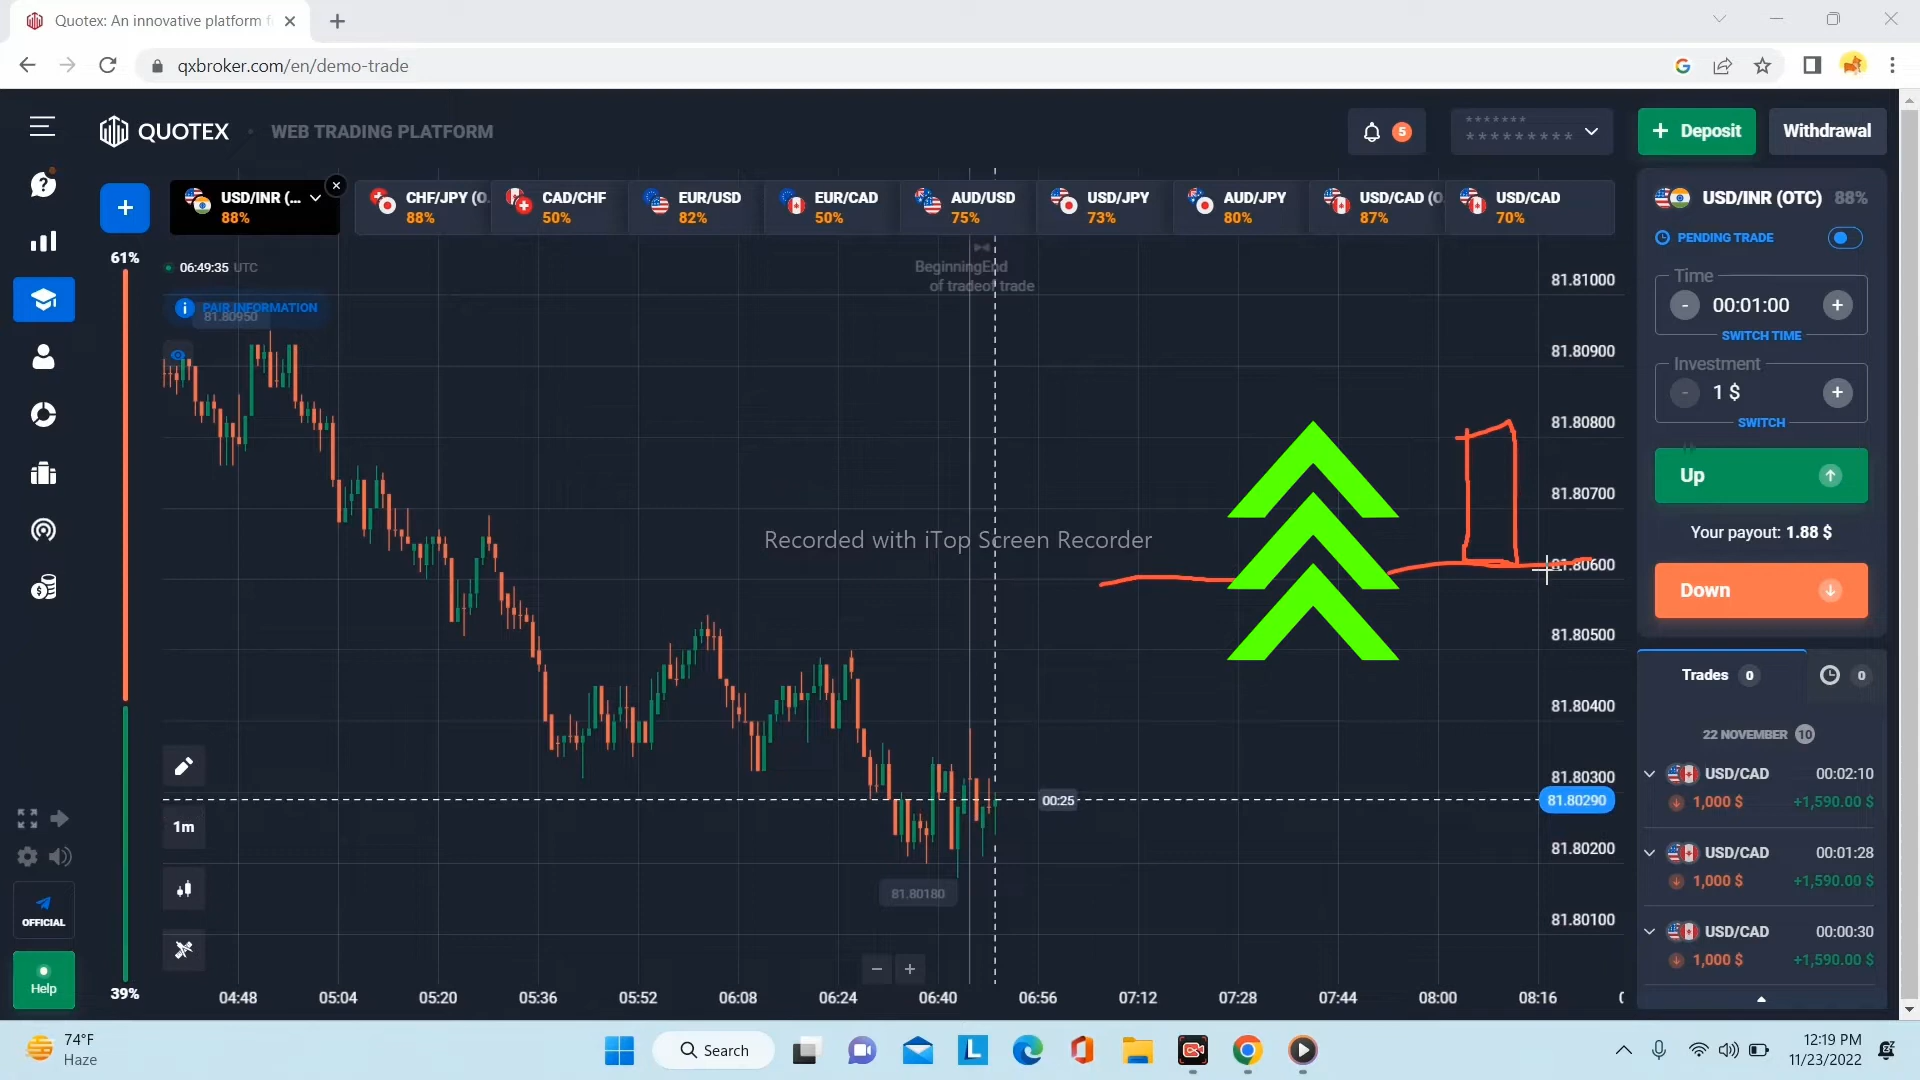 Quotex: An innovative platform f
qxbroker.com/en/demo-trade
QUOTEX
WEB TRADING PLATFORM
5
*******
*********
+ Deposit
Withdrawal
USD/INR (...
88%
CHF/JPY (O
88%
CAD/CHF
50%
EUR/USD
82%
EUR/CAD
50%
AUD/USD
75%
USD/JPY
73%
AUD/JPY
80%
USD/CAD (O
87%
USD/CAD
70%
61%
06:49:35 UTC
PAIR INFORMATION
81.80950
BeginningEnd
of tradeof trade
81.81000
81.80900
81.80800
81.80700
81.80600
81.80500
81.80400
81.80300
81.80290
81.80200
81.80100
Recorded with iTop Screen Recorder
00:25
81.80180
1m
39%
04:48
05:04
05:20
05:36
05:52
06:08
06:24
06:40
06:56
07:12
07:28
07:44
08:00
08:16
USD/INR (OTC) 88%
PENDING TRADE
Time
- 00:01:00 +
SWITCH TIME
Investment
- 1 $ +
SWITCH
Up
Your payout: 1.88 $
Down
Trades 0
0
22 NOVEMBER 10
USD/CAD 00:02:10
1,000 $ +1,590.00 $
USD/CAD 00:01:28
1,000 $ +1,590.00 $
USD/CAD 00:00:30
1,000 $ +1,590.00 $
OFFICIAL
Help
74°F
Haze
Search
12:19 PM
11/23/2022